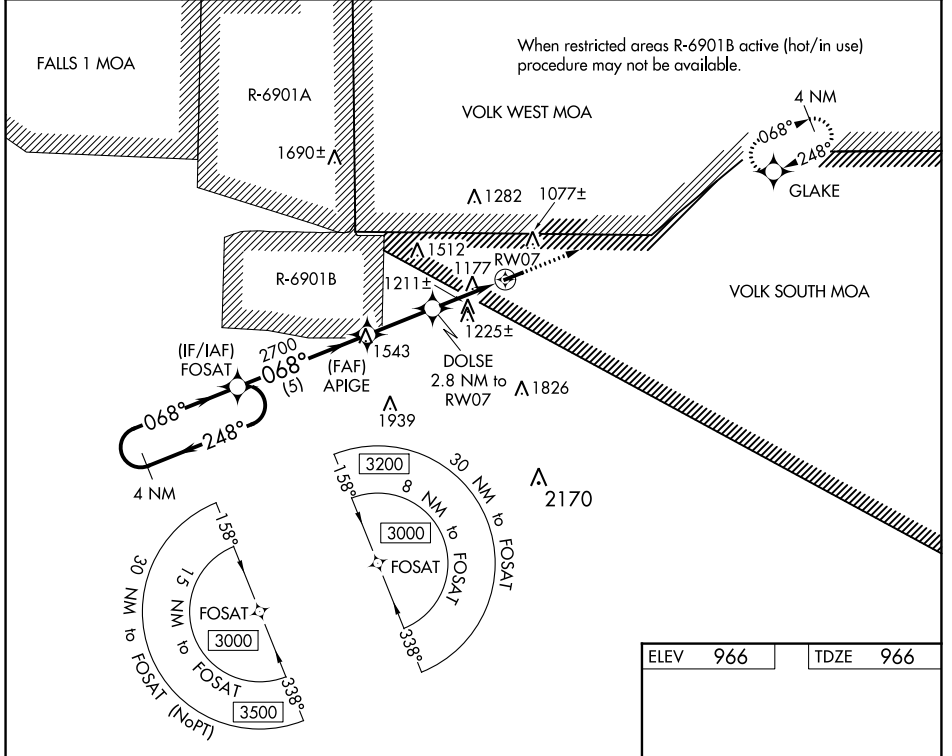 When restricted areas R-6901B active (hot/in use)
procedure may not be available.
FALLS 1 MOA
R-6901A
VOLK WEST MOA
4 NM
068°
248°
GLAKE
1690±
1282
1077±
1512
RW07
1177
R-6901B
1211±
VOLK SOUTH MOA
1225±
(IF/IAF)
FOSAT
2700
068°
(5)
1543
(FAF)
APIGE
DOLSE
2.8 NM to
RW07
1826
1939
068°
248°
4 NM
2170
3200
30 NM to FOSAT
158°
8 NM to FOSAT
3000
FOSAT
338°
158°
30 NM to FOSAT (NoPT)
15 NM to FOSAT
FOSAT
3000
338°
3500
ELEV 966
TDZE 966